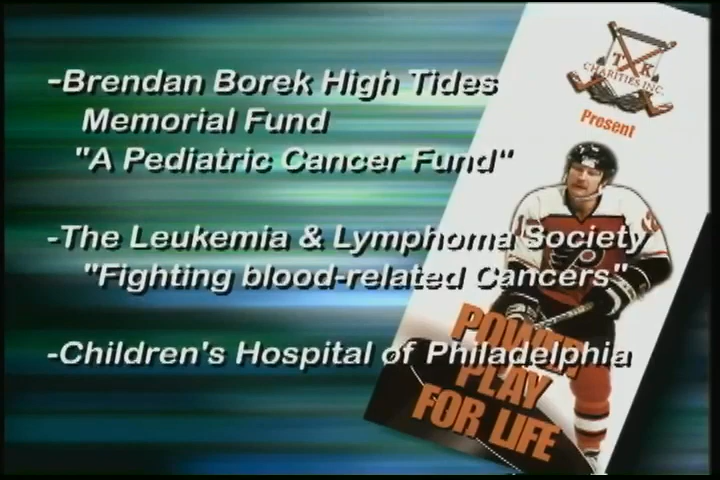 -Brendan Borek High Tides
Memorial Fund
"A Pediatric Cancer Fund"
-The Leukemia & Lymphoma Society
"Fighting blood-related Cancers"
-Children's Hospital of Philadelphia
T K
CHARITIES INC.
Present
POWER
PLAY
FOR LIFE